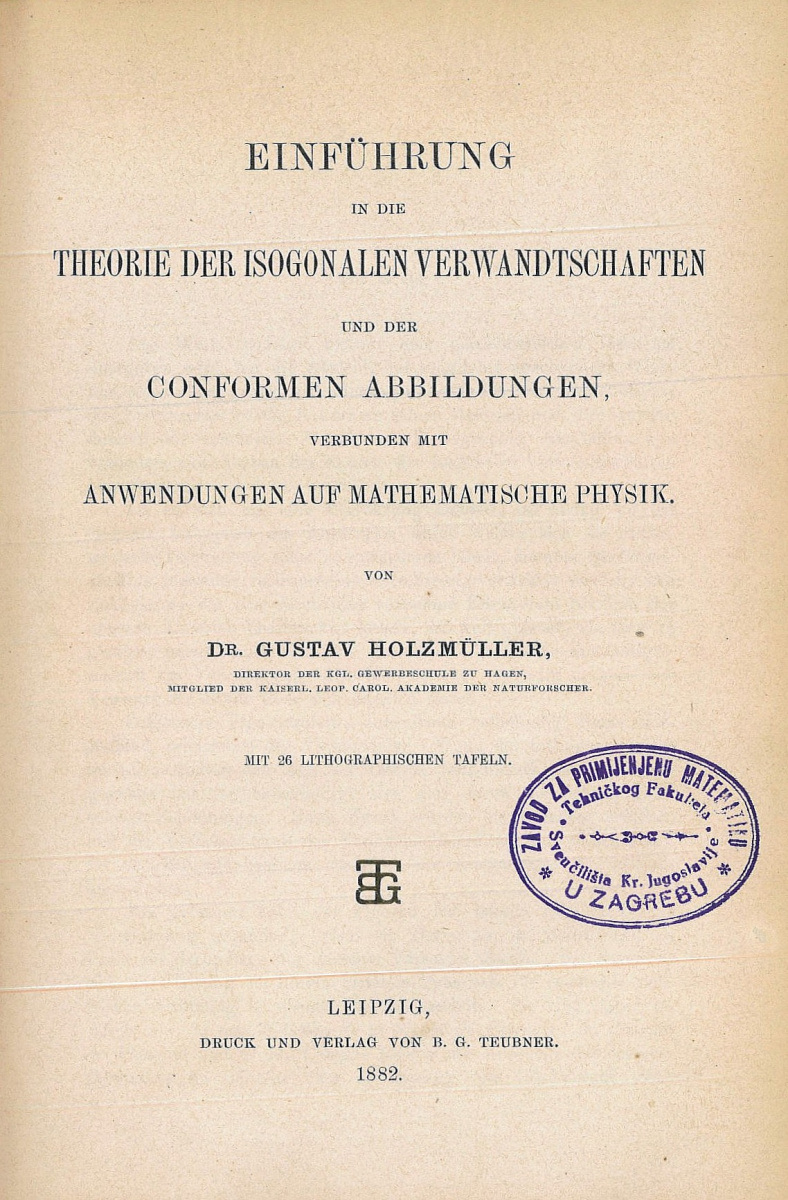 EINFÜHRUNG
IN DIE
THEORIE DER ISOGONALEN VERWANDTSCHAFTEN
UND DER
CONFORMEN ABBILDUNGEN,
VERBUNDEN MIT
ANWENDUNGEN AUF MATHEMATISCHE PHYSIK.
VON
DR. GUSTAV HOLZMÜLLER,
DIREKTOR DER KGL. GEWERBESCHULE ZU HAGEN,
MITGLIED DER KAISERL. LEOP. CAROL. AKADEMIE DER NATURFORSCHER.
MIT 26 LITHOGRAPHISCHEN TAFELN.
ZAVOD ZA PRIMIJENJENU MATEMATIKU
Tehničkog Fakulteta
Sveučilišta Kr. Jugoslavije
U ZAGREBU
BGT
LEIPZIG,
DRUCK UND VERLAG VON B. G. TEUBNER.
1882.